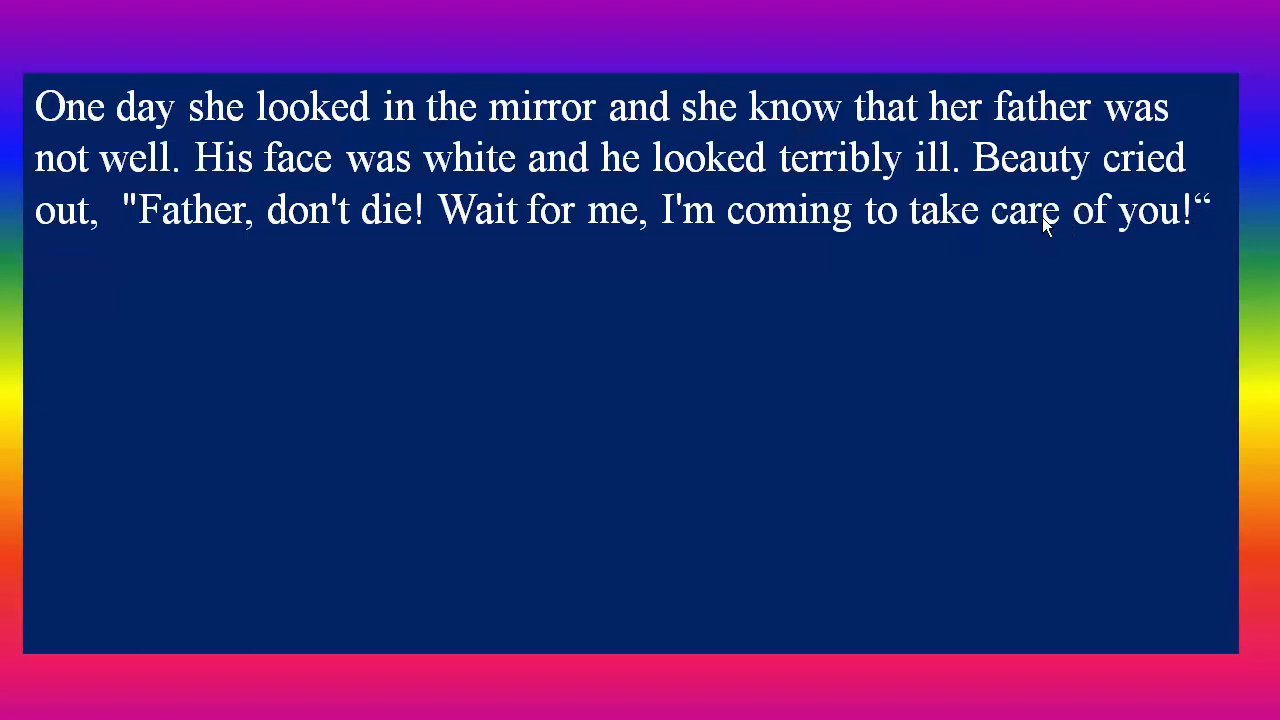 One day she looked in the mirror and she know that her father was
not well. His face was white and he looked terribly ill. Beauty cried
out,  "Father, don't die! Wait for me, I'm coming to take care of you!“